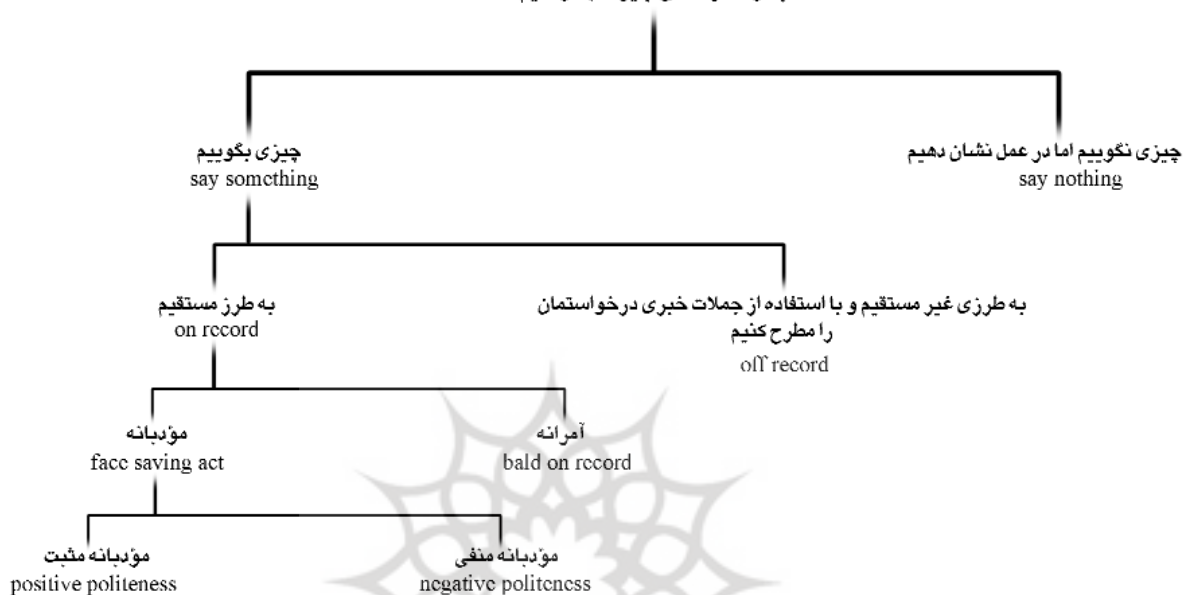 چیزی بگوییم
say something
چیزی نگوییم اما در عمل نشان دهیم
say nothing
به طرز مستقیم
on record
به طرزی غیر مستقیم و با استفاده از جملات خبری درخواستمان
را مطرح کنیم
off record
مؤدبانه
face saving act
آمرانه
bald on record
مؤدبانه مثبت
positive politeness
مؤدبانه منفی
negative politeness